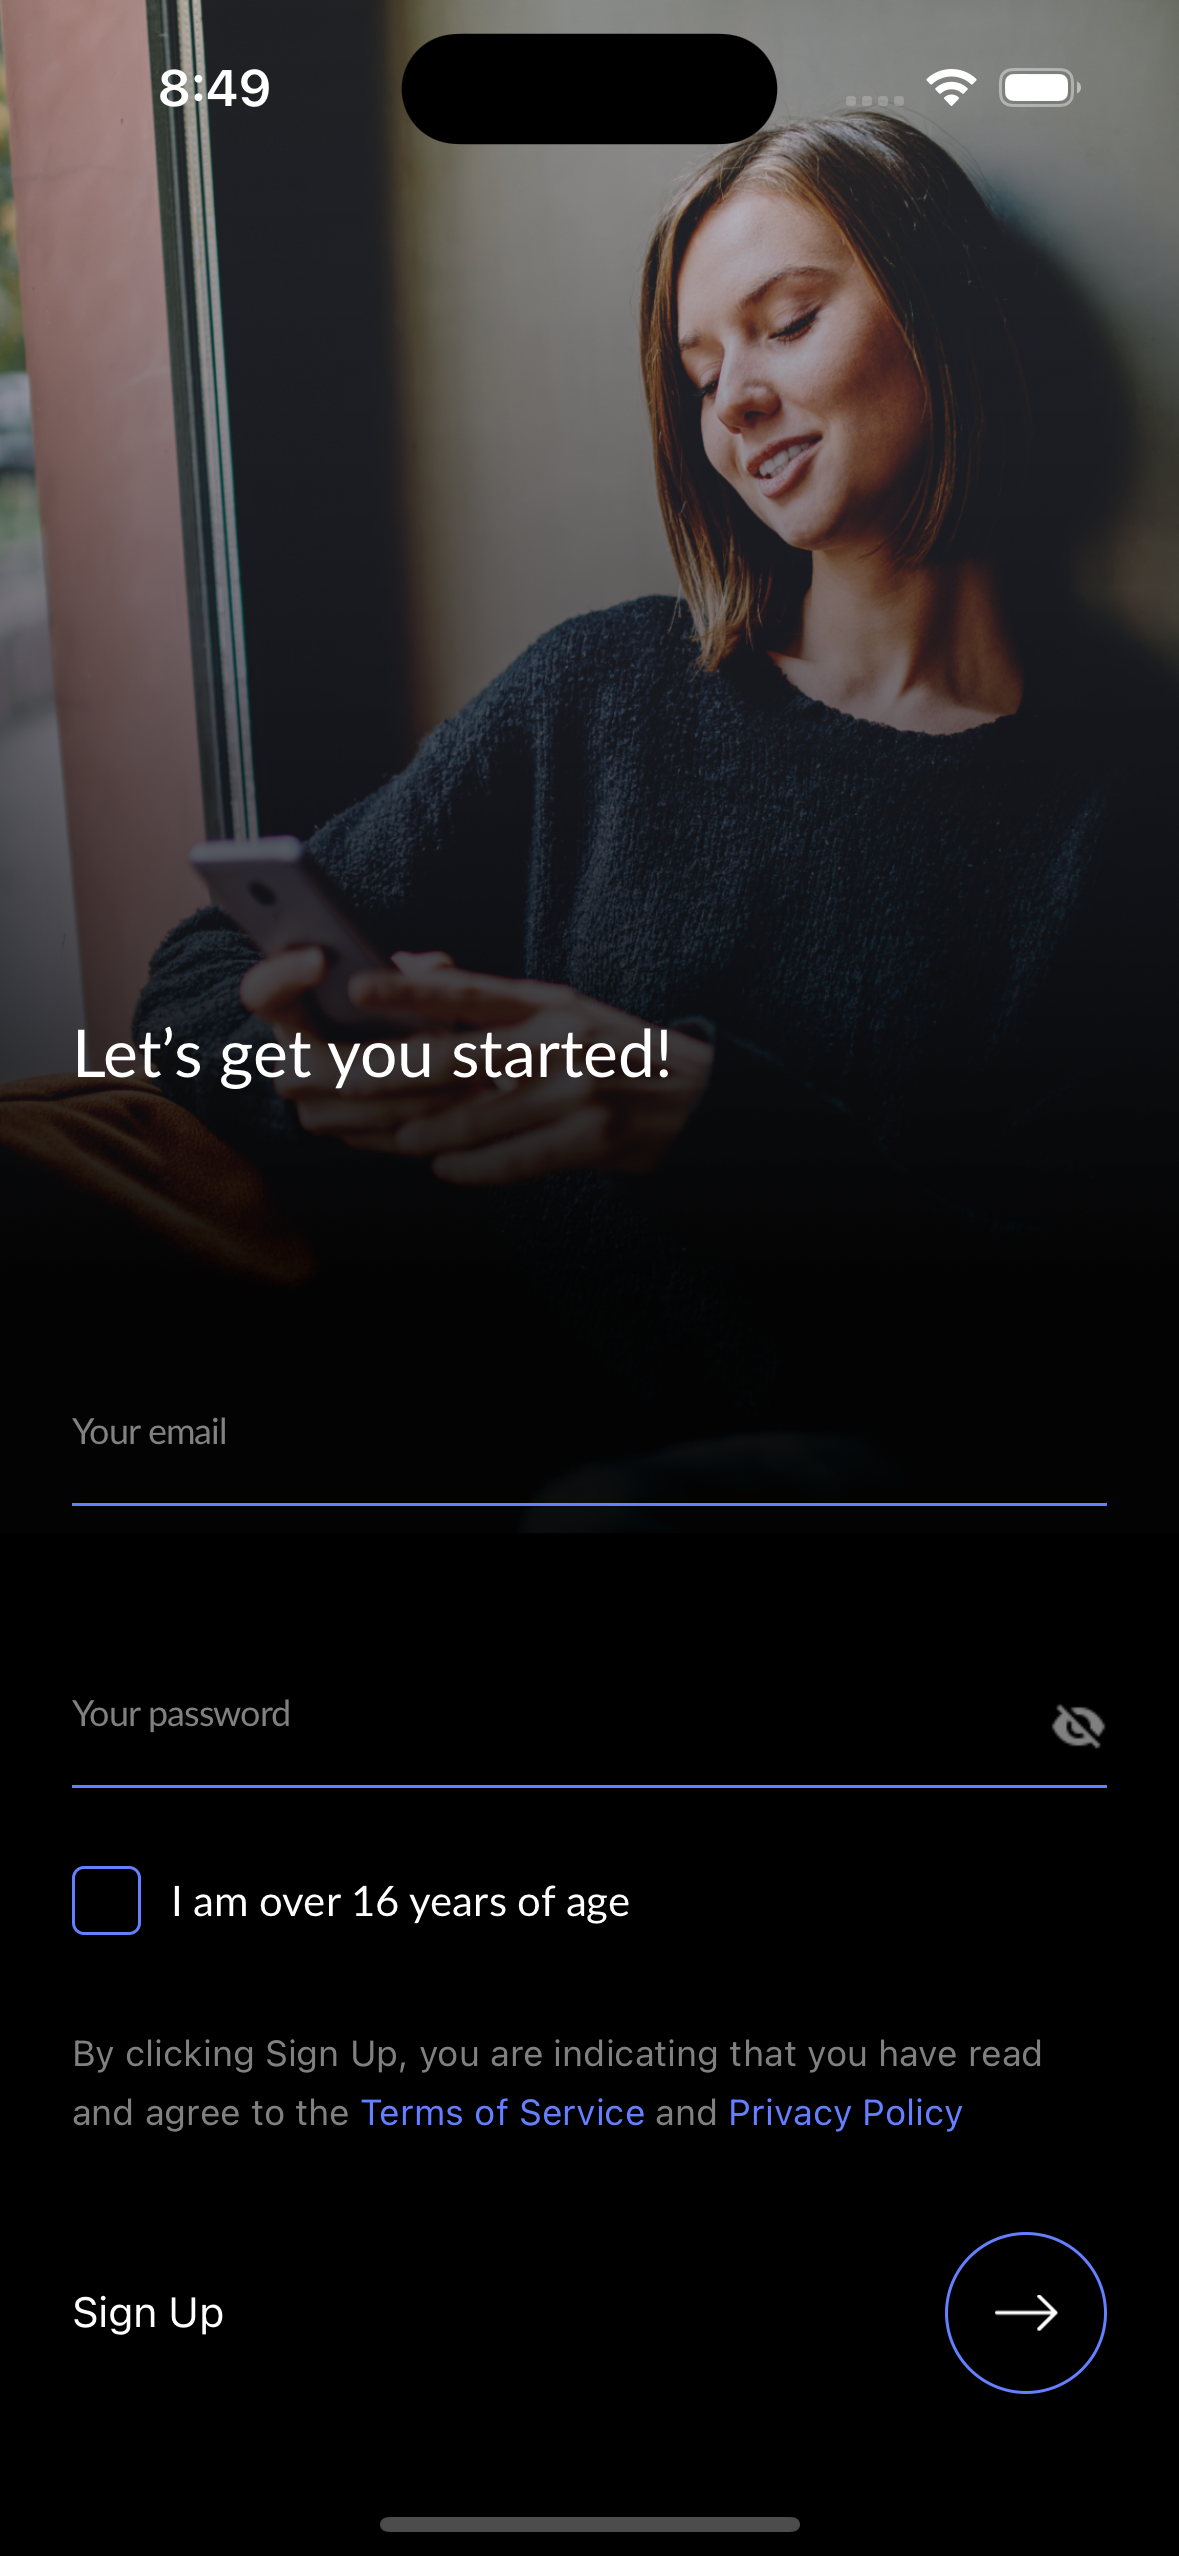 8:49
Let’s get you started!
Your email
Your password
I am over 16 years of age
By clicking Sign Up, you are indicating that you have read
and agree to the Terms of Service and Privacy Policy
Sign Up